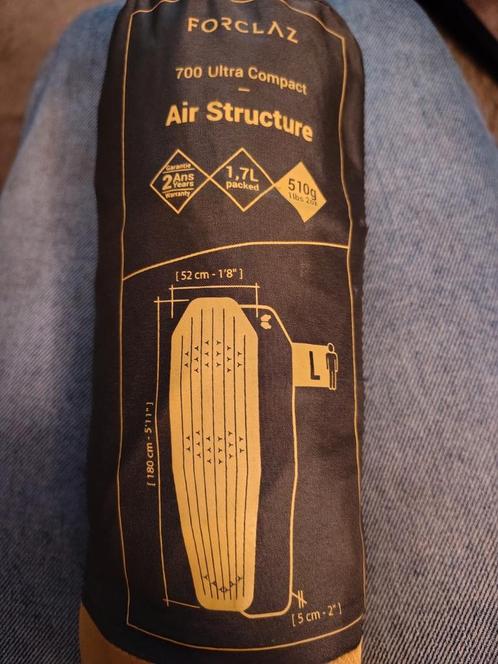 FORCLAZ
700 Ultra Compact
Air Structure
Garantie
2 Ans
Years
Warranty
1,7L
packed
510g
1lbs 2oz
[ 52 cm - 1'8" ]
L
[ 180 cm - 5'11" ]
[ 5 cm - 2" ]